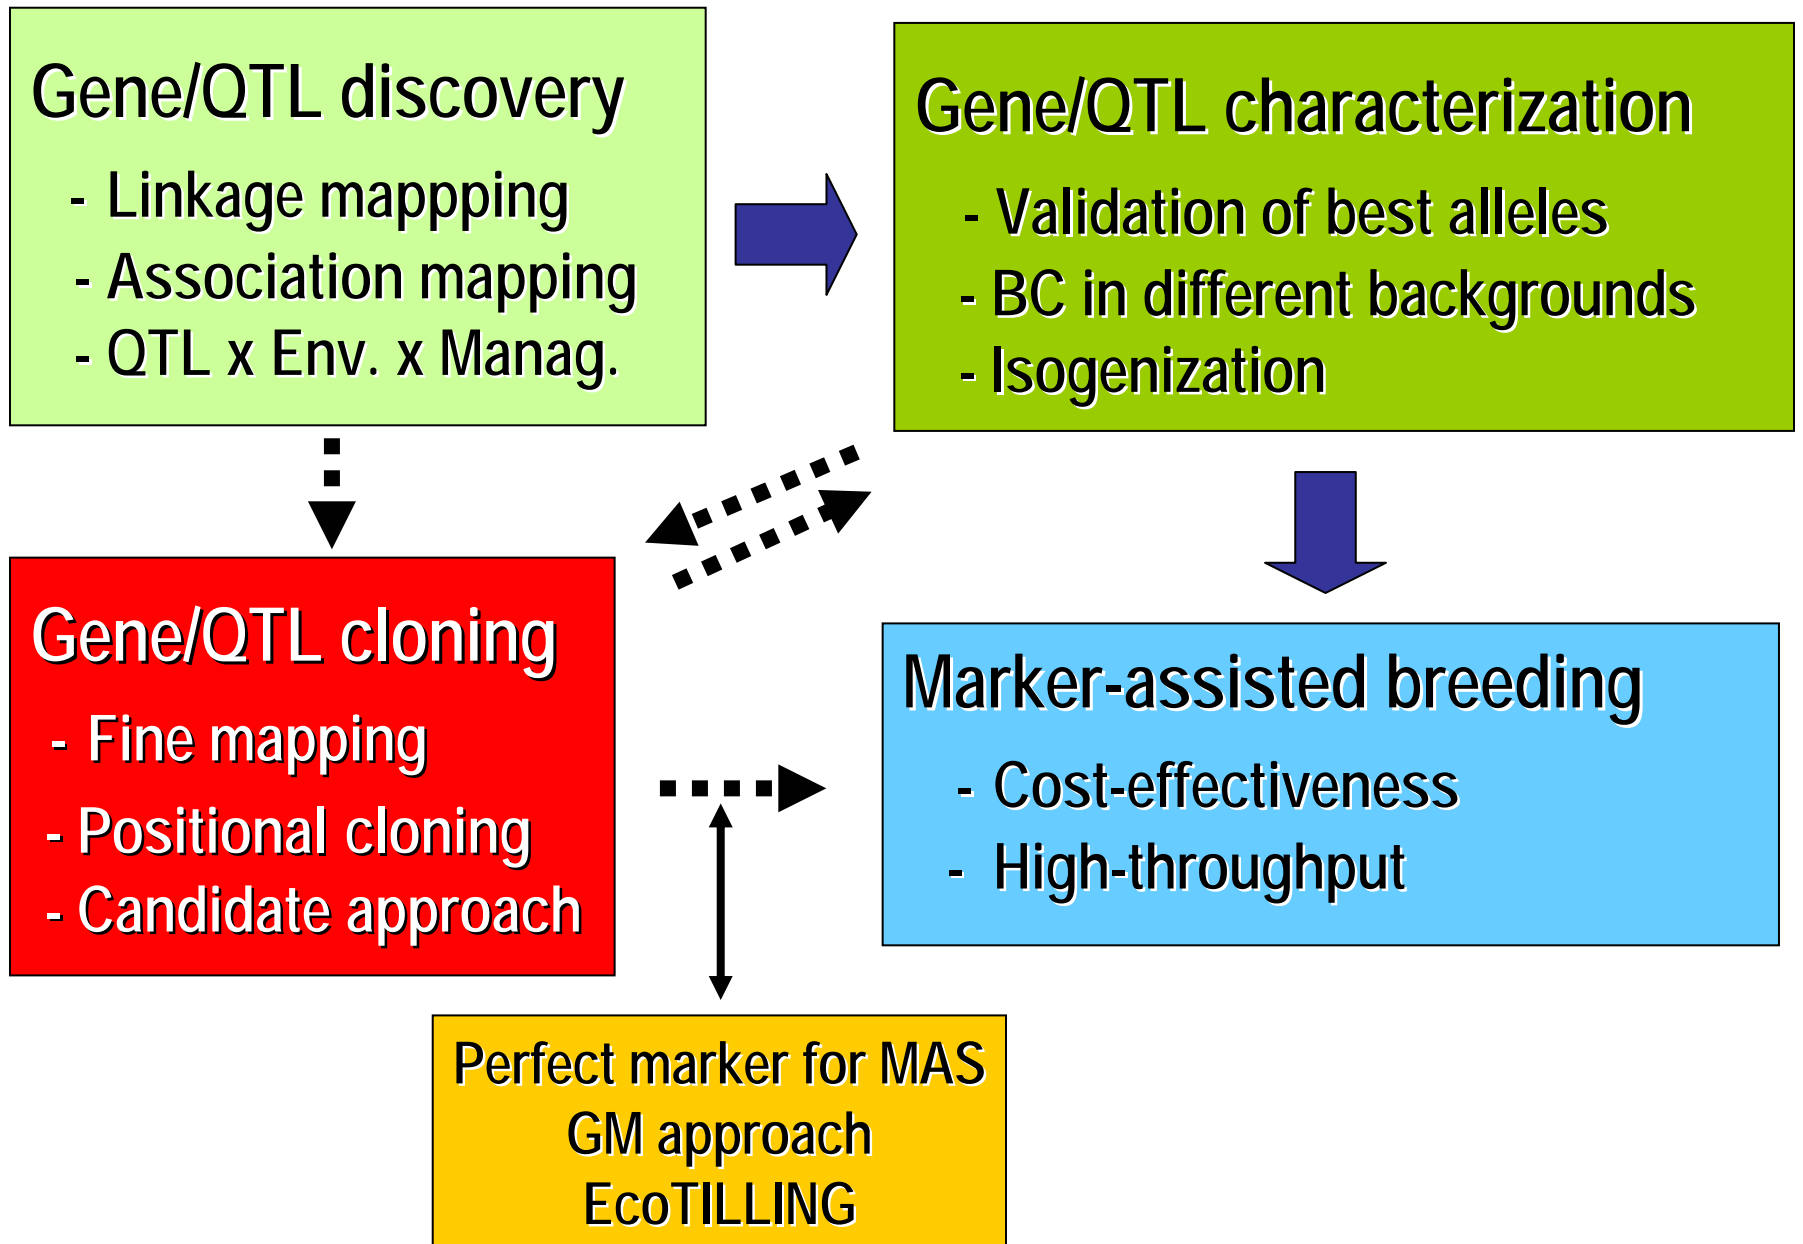 Gene/QTL discovery
- Linkage mappping
- Association mapping
- QTL x Env. x Manag.
Gene/QTL characterization
- Validation of best alleles
- BC in different backgrounds
- Isogenization
Gene/QTL cloning
- Fine mapping
- Positional cloning
- Candidate approach
Marker-assisted breeding
- Cost-effectiveness
- High-throughput
Perfect marker for MAS
GM approach
EcoTILLING